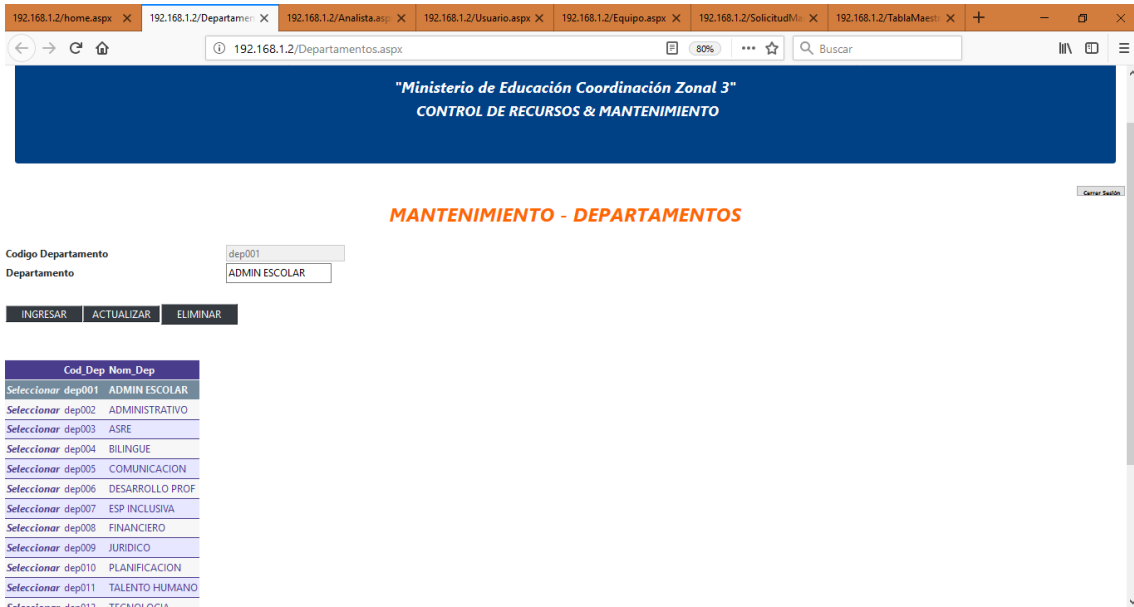 192.168.1.2/home.aspx 192.168.1.2/Departamen 192.168.1.2/Analista.asp 192.168.1.2/Usuario.aspx 192.168.1.2/Equipo.aspx 192.168.1.2/SolicitudMa 192.168.1.2/TablaMaestr
192.168.1.2/Departamentos.aspx 80% Buscar
"Ministerio de Educación Coordinación Zonal 3"
CONTROL DE RECURSOS & MANTENIMIENTO
Cerrar Sesión
MANTENIMIENTO - DEPARTAMENTOS
Codigo Departamento dep001
Departamento ADMIN ESCOLAR
INGRESAR ACTUALIZAR ELIMINAR
Cod_Dep Nom_Dep
Seleccionar dep001 ADMIN ESCOLAR
Seleccionar dep002 ADMINISTRATIVO
Seleccionar dep003 ASRE
Seleccionar dep004 BILINGUE
Seleccionar dep005 COMUNICACION
Seleccionar dep006 DESARROLLO PROF
Seleccionar dep007 ESP INCLUSIVA
Seleccionar dep008 FINANCIERO
Seleccionar dep009 JURIDICO
Seleccionar dep010 PLANIFICACION
Seleccionar dep011 TALENTO HUMANO
Seleccionar dep012 TECNOLOGIA